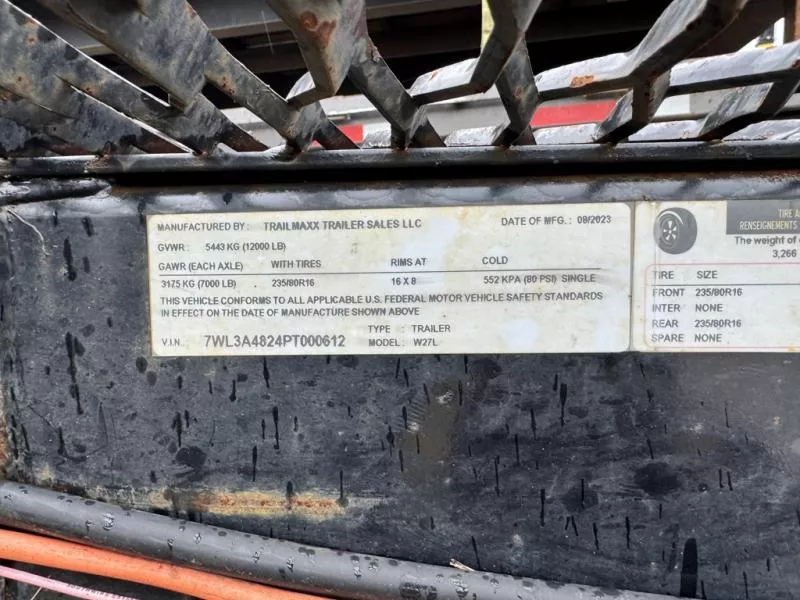 MANUFACTURED BY : TRAILMAXX TRAILER SALES LLC DATE OF MFG. : 08/2023
GVWR : 5443 KG (12000 LB)
GAWR (EACH AXLE) WITH TIRES RIMS AT COLD
3175 KG (7000 LB) 235/80R16 16 X 8 552 KPA (80 PSI) SINGLE
THIS VEHICLE CONFORMS TO ALL APPLICABLE U.S. FEDERAL MOTOR VEHICLE SAFETY STANDARDS
IN EFFECT ON THE DATE OF MANUFACTURE SHOWN ABOVE
TYPE : TRAILER
V.I.N. 7WL3A4824PT000612 MODEL : W27L
TIRE
RENSEIGNEMENTS
The weight of
3,266
TIRE SIZE
FRONT 235/80R16
INTER NONE
REAR 235/80R16
SPARE NONE